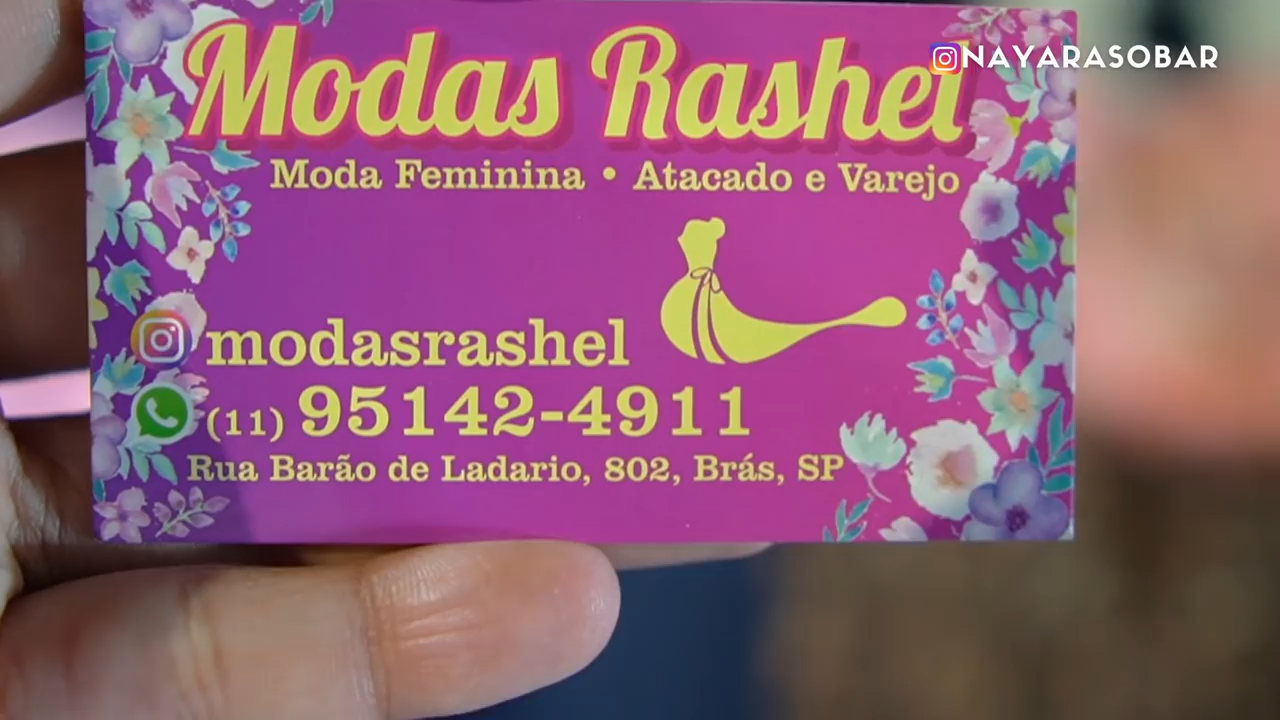 NAYARASOBAR
Modas Rashel
Moda Feminina • Atacado e Varejo
modasrashel
(11) 95142-4911
Rua Barão de Ladario, 802, Brás, SP